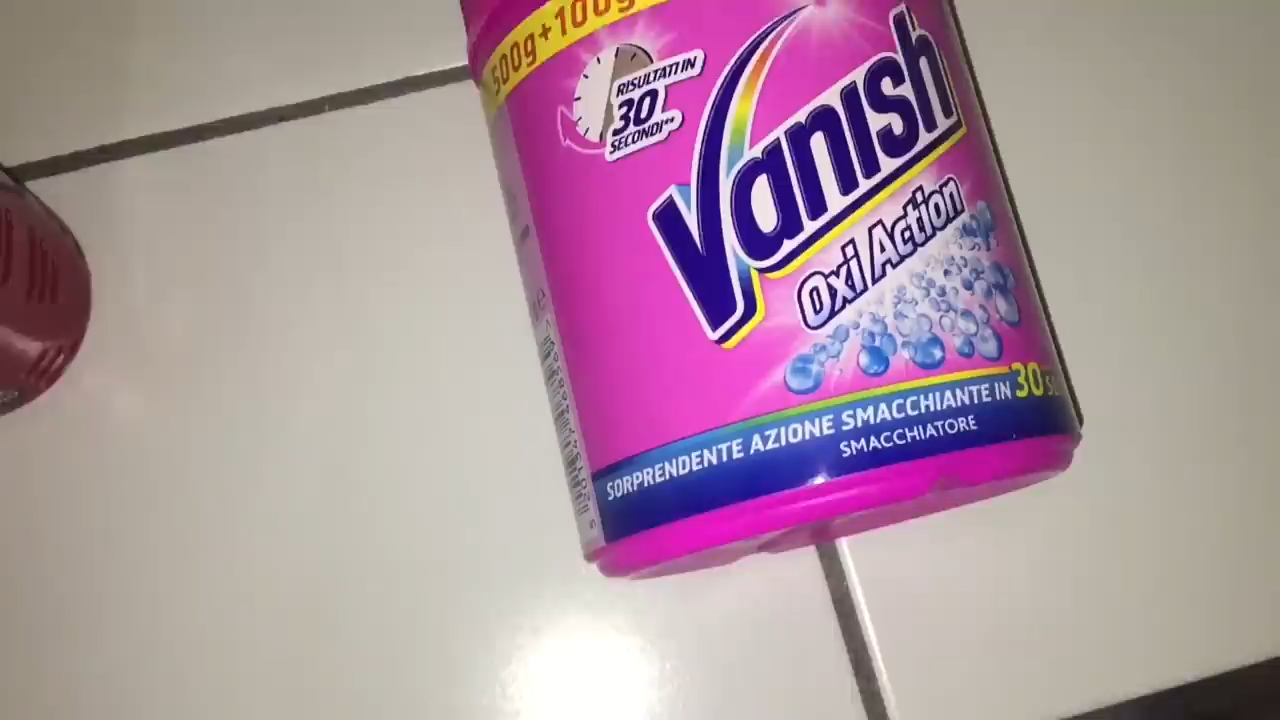 500g+100g
RISULTATI IN
30
SECONDI**
Vanish
Oxi Action
SORPRENDENTE AZIONE SMACCHIANTE IN 30
SMACCHIATORE